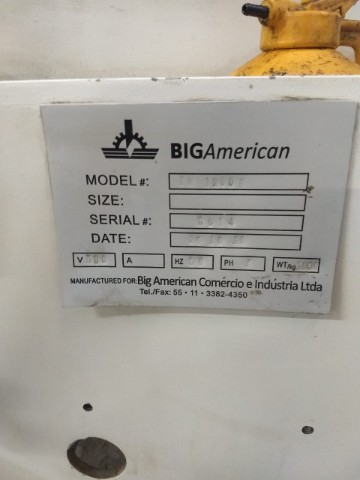 BIGAmerican
MODEL#:
SIZE:
SERIAL#:
DATE:
V A HZ PH WT/kg
MANUFACTURED FOR: Big American Comércio e Indústria Ltda
Tel./Fax: 55 - 11 - 3382-4350